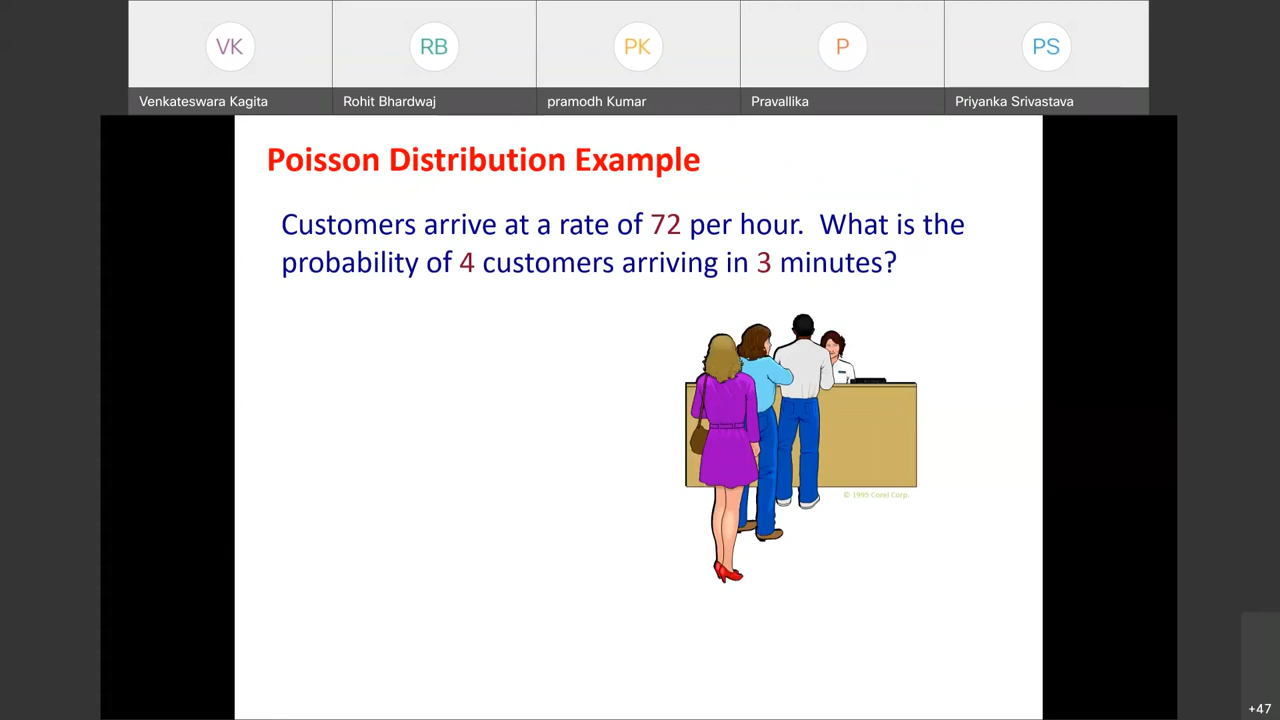 VK
RB
PK
P
PS
Venkateswara Kagita
Rohit Bhardwaj
pramodh Kumar
Pravallika
Priyanka Srivastava
Poisson Distribution Example
Customers arrive at a rate of 72 per hour. What is the
probability of 4 customers arriving in 3 minutes?
© 1995 Corel Corp.
+47